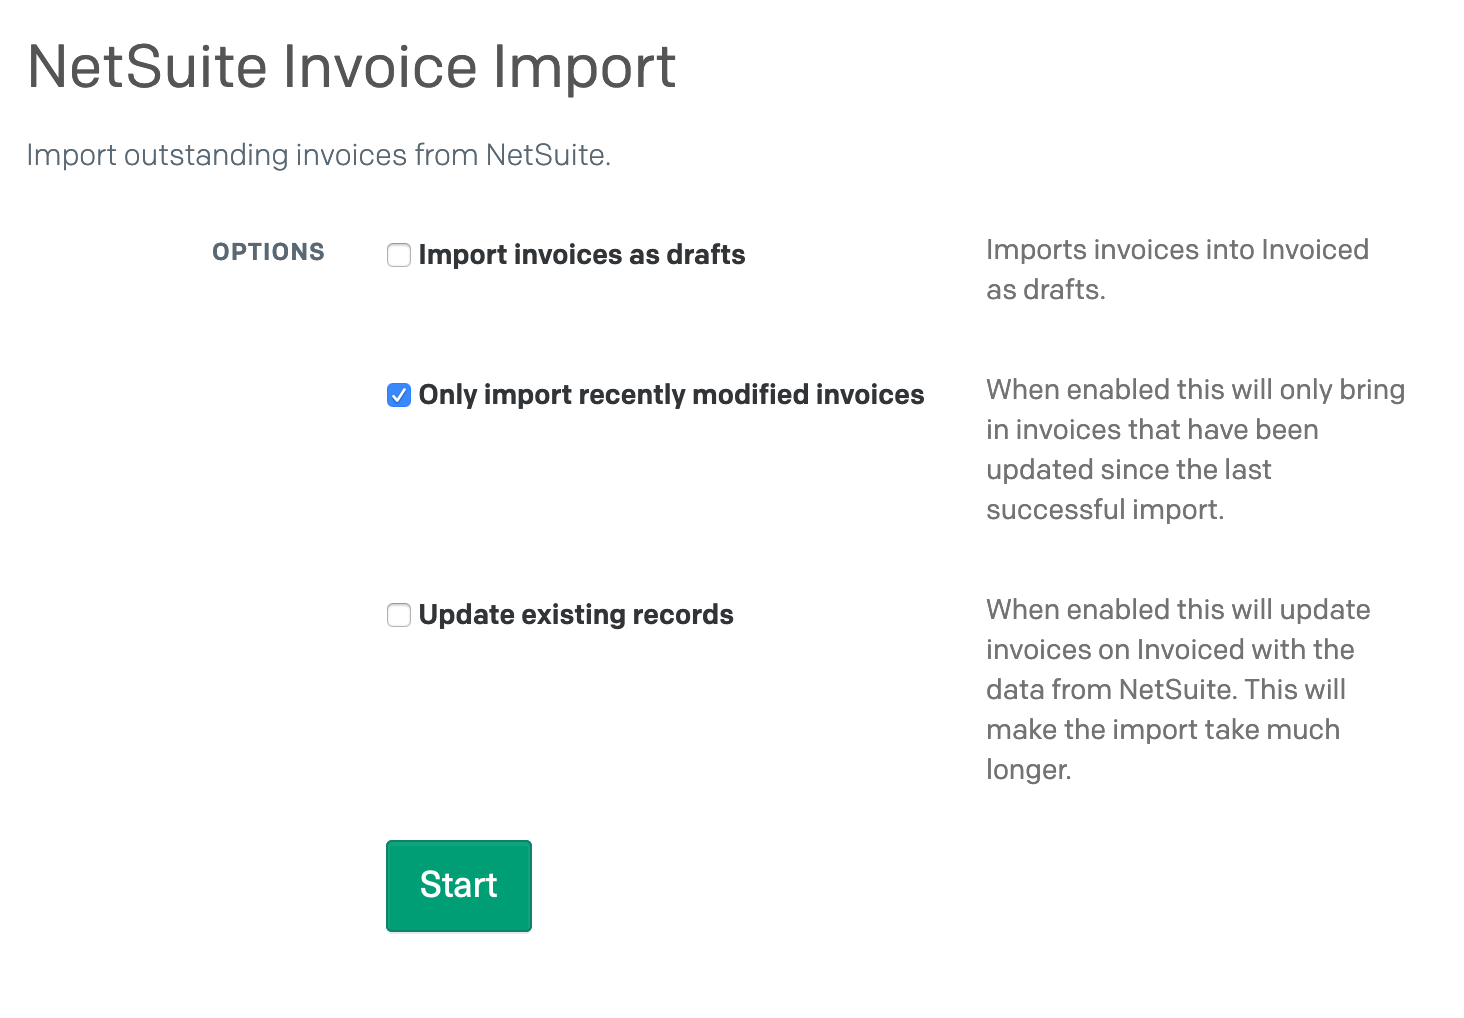 NetSuite Invoice Import
Import outstanding invoices from NetSuite.
OPTIONS
Import invoices as drafts
Imports invoices into Invoiced
as drafts.
Only import recently modified invoices
When enabled this will only bring
in invoices that have been
updated since the last
successful import.
Update existing records
When enabled this will update
invoices on Invoiced with the
data from NetSuite. This will
make the import take much
longer.
Start